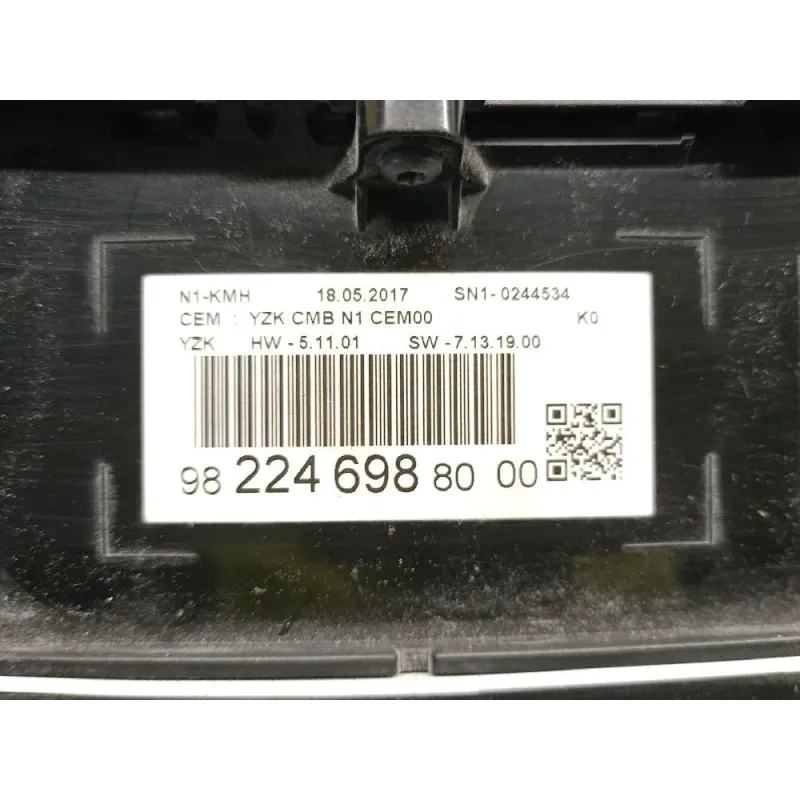 N1-KMH 18.05.2017 SN1-0244534
CEM : YZK CMB N1 CEM00 K0
YZK HW -5.11.01 SW -7.13.19.00
98 224 698 80 00